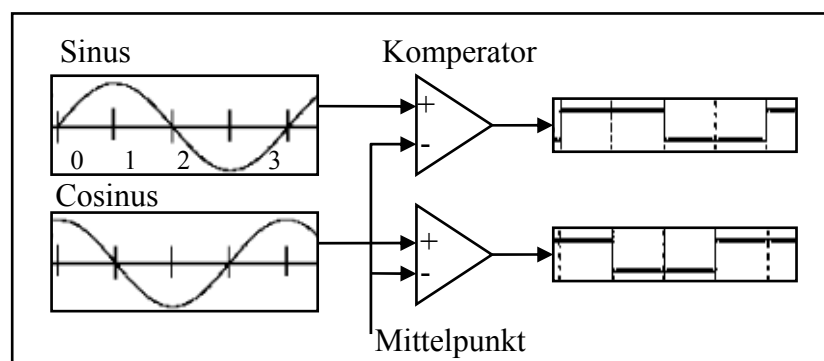 Sinus
Komperator
0 1 2 3
+
-
Cosinus
+
-
Mittelpunkt